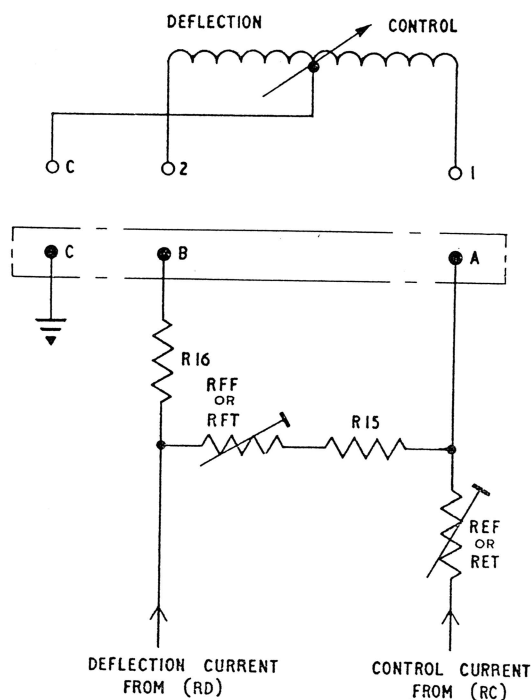 DEFLECTION CONTROL
C 2 1
C B A
R16
RFF
OR
RFT
R15
REF
OR
RET
DEFLECTION CURRENT
FROM (RD)
CONTROL CURRENT
FROM (RC)